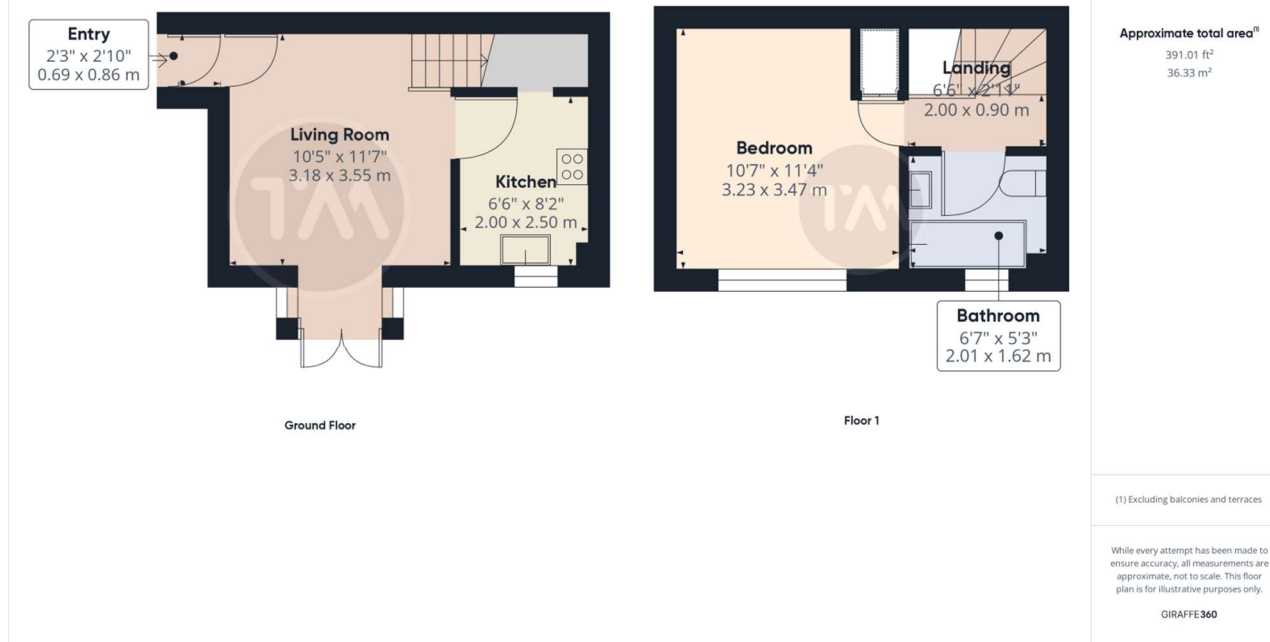 Entry
2'3" x 2'10"
0.69 x 0.86 m
Living Room
10'5" x 11'7"
3.18 x 3.55 m
Kitchen
6'6" x 8'2"
2.00 x 2.50 m
Ground Floor
Bedroom
10'7" x 11'4"
3.23 x 3.47 m
Landing
6'6" x 2'11"
2.00 x 0.90 m
Bathroom
6'7" x 5'3"
2.01 x 1.62 m
Floor 1
Approximate total area(1)
391.01 ft²
36.33 m²
(1) Excluding balconies and terraces
While every attempt has been made to
ensure accuracy, all measurements are
approximate, not to scale. This floor
plan is for illustrative purposes only.
GIRAFFE360